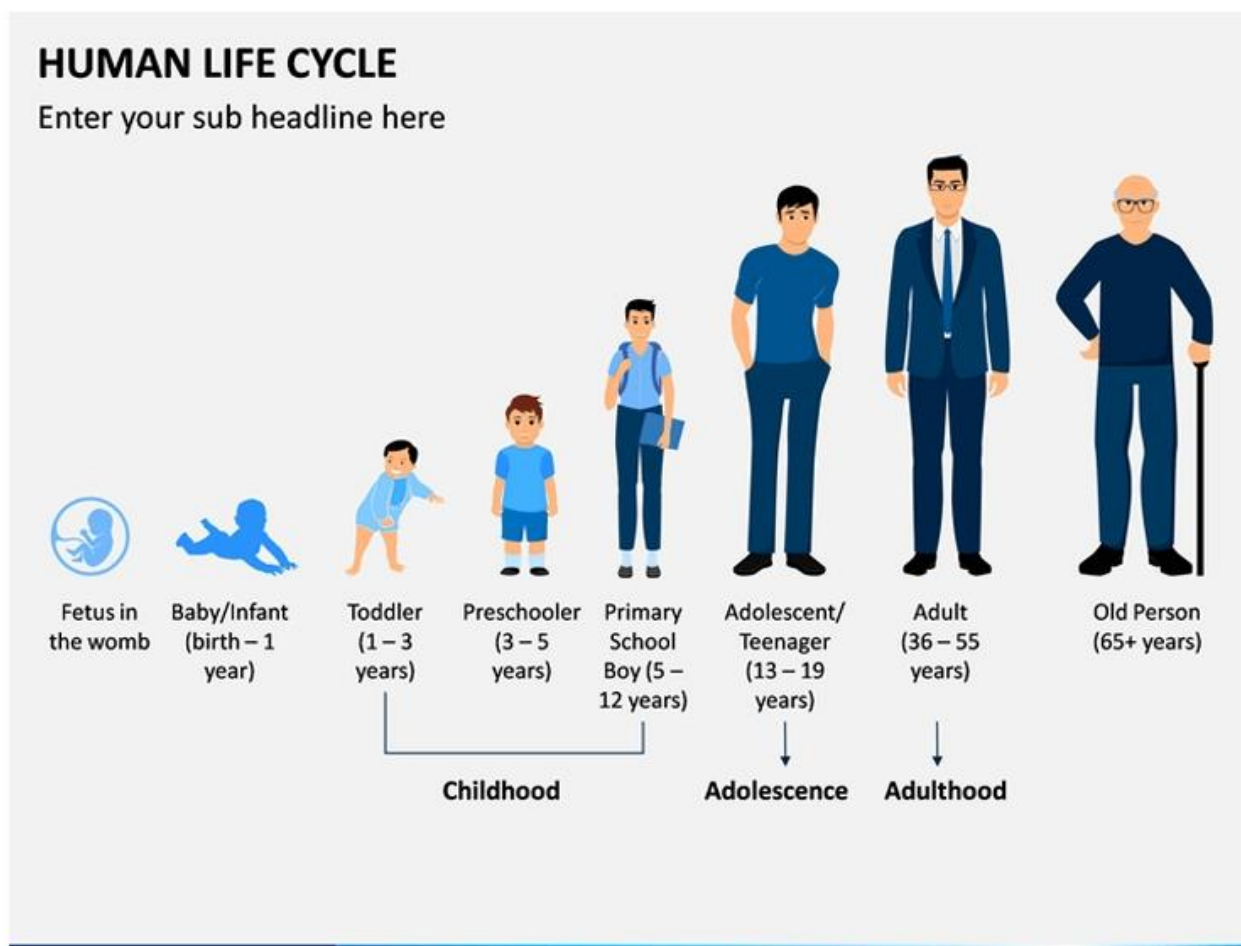 HUMAN LIFE CYCLE
Enter your sub headline here
Fetus in
the womb
Baby/Infant
(birth – 1
year)
Toddler
(1 – 3
years)
Preschooler
(3 – 5
years)
Primary
School
Boy (5 –
12 years)
Adolescent/
Teenager
(13 – 19
years)
Adult
(36 – 55
years)
Old Person
(65+ years)
Childhood
Adolescence
Adulthood